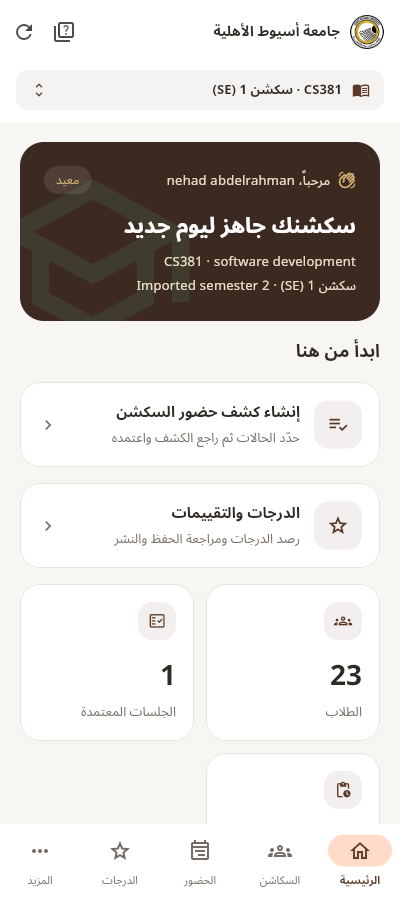 جامعة أسيوط الأهلية
CS381 · سكشن 1 (SE)
مرحباً، nehad abdelrahman
معيد
سكشنك جاهز ليوم جديد
CS381 · software development
سكشن 1 (SE) · Imported semester 2
ابدأ من هنا
إنشاء كشف حضور السكشن
حدّد الحالات ثم راجع الكشف واعتمده
الدرجات والتقييمات
رصد الدرجات ومراجعة الحفظ والنشر
23
الطلاب
1
الجلسات المعتمدة
الرئيسية
السكاشن
الحضور
الدرجات
المزيد